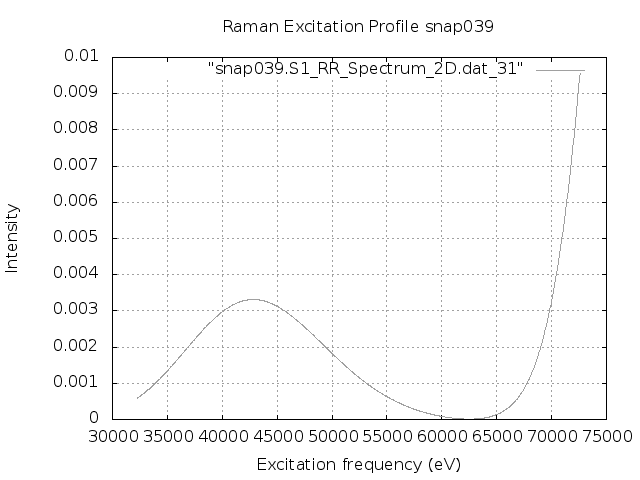 Raman Excitation Profile snap039
"snap039.S1_RR_Spectrum_2D.dat_31"
0.01
0.009
0.008
0.007
0.006
0.005
0.004
0.003
0.002
0.001
0
Intensity
30000 35000 40000 45000 50000 55000 60000 65000 70000 75000
Excitation frequency (eV)